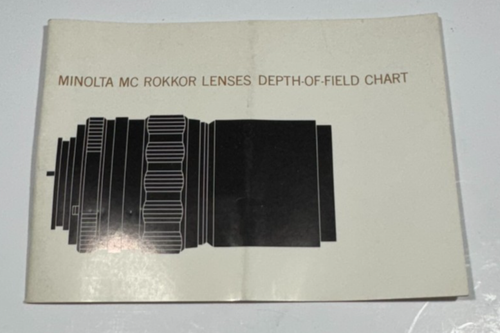 MINOLTA MC ROKKOR LENSES DEPTH-OF-FIELD CHART